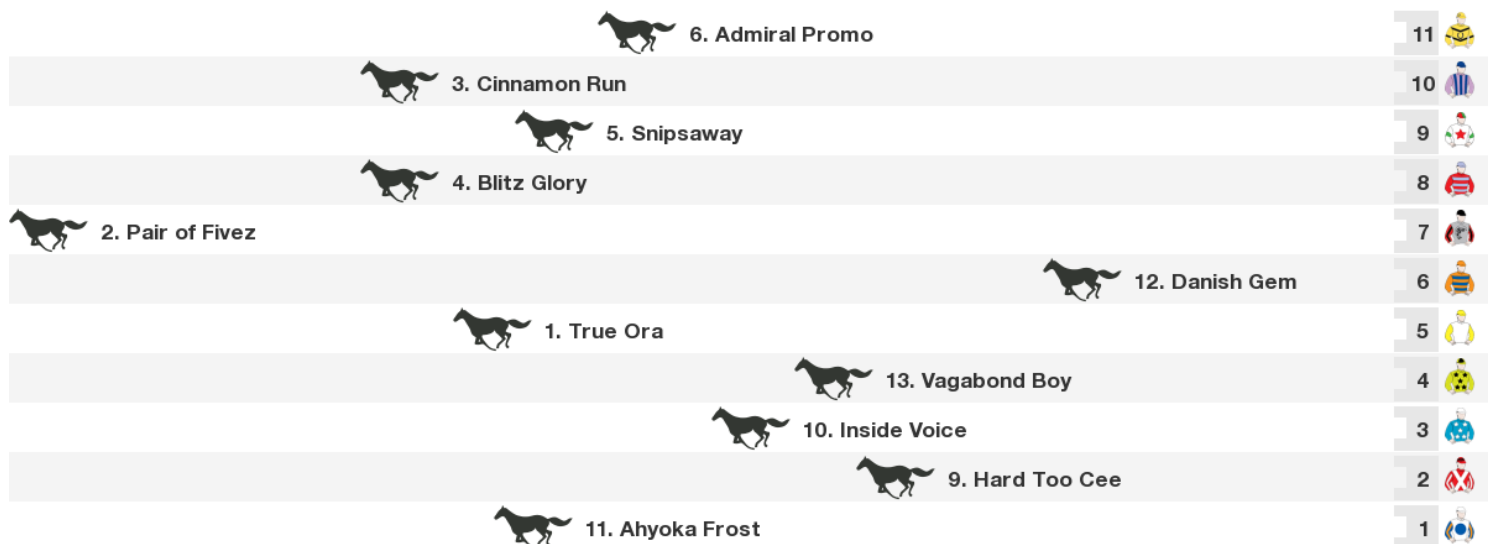 6. Admiral Promo 11
3. Cinnamon Run 10
5. Snipsaway 9
4. Blitz Glory 8
2. Pair of Fivez 7
12. Danish Gem 6
1. True Ora 5
13. Vagabond Boy 4
10. Inside Voice 3
9. Hard Too Cee 2
11. Ahyoka Frost 1